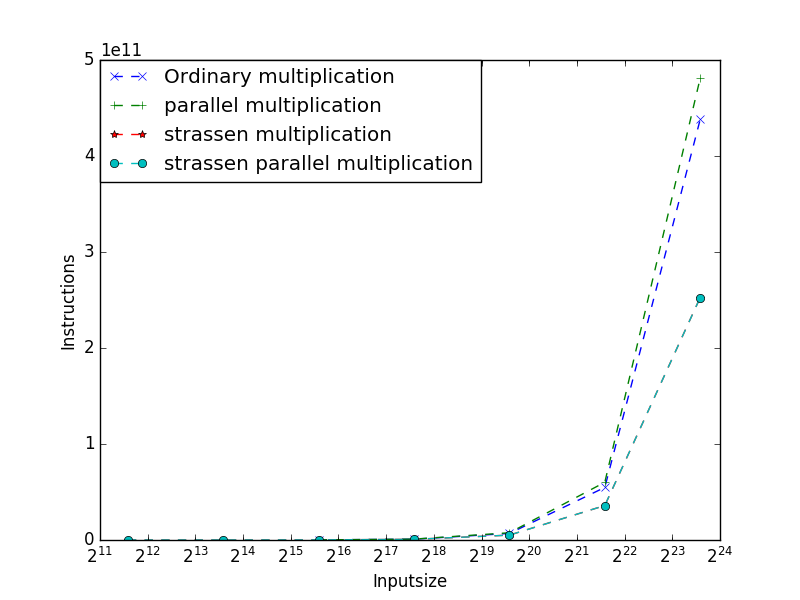 1e11
5
4
3
2
1
0
Instructions
Ordinary multiplication
parallel multiplication
strassen multiplication
strassen parallel multiplication
2^11 2^12 2^13 2^14 2^15 2^16 2^17 2^18 2^19 2^20 2^21 2^22 2^23 2^24
Inputsize